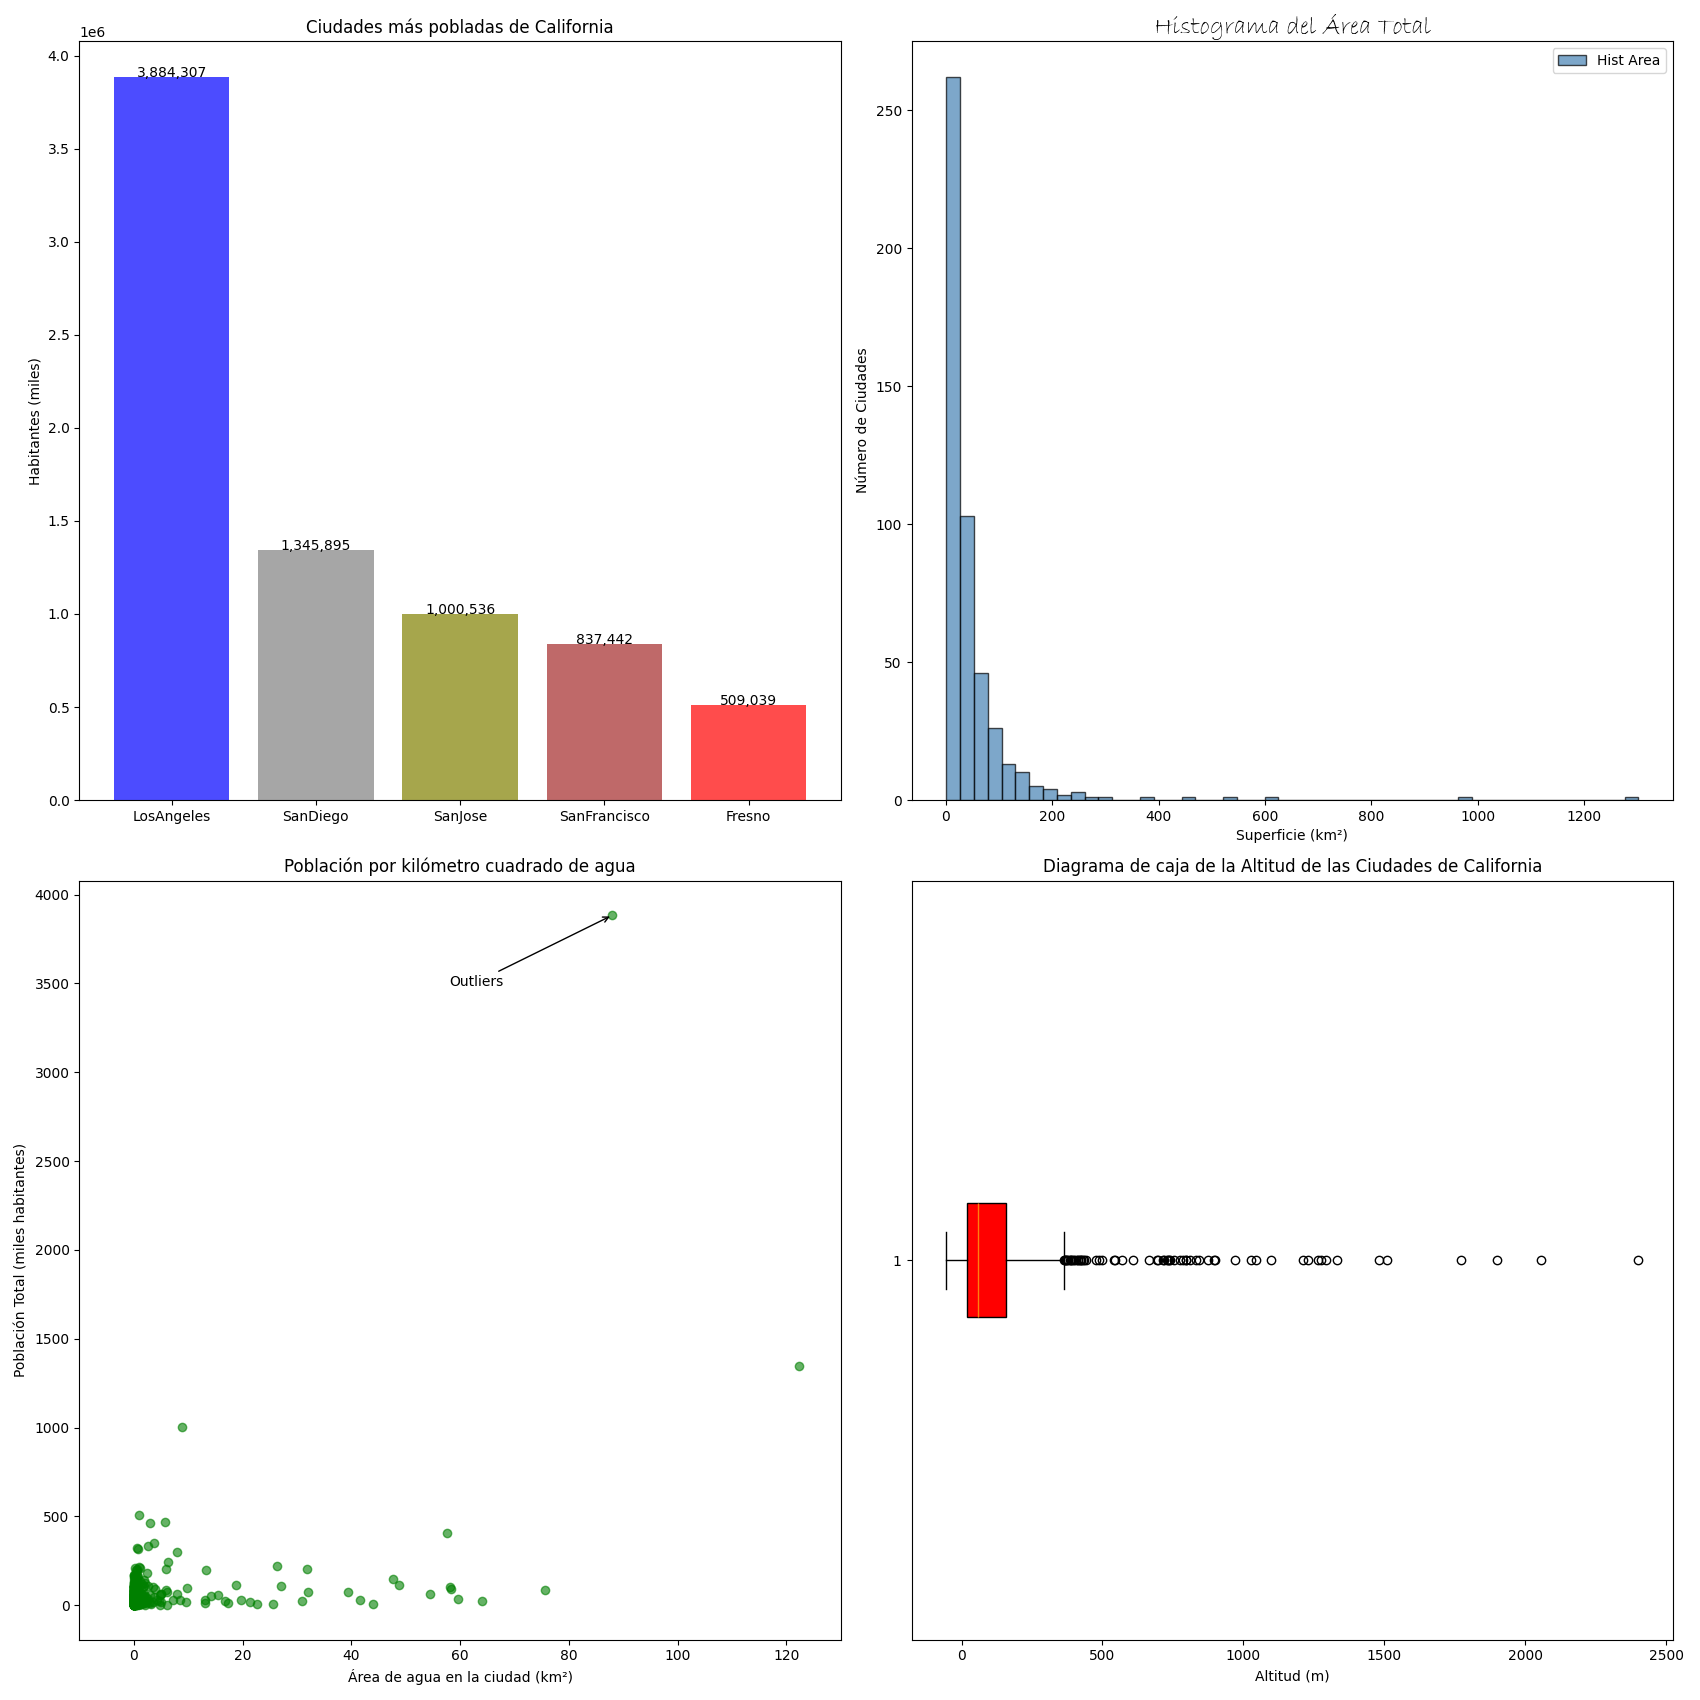 Ciudades más pobladas de California
1e6
4.0
3.5
3.0
2.5
2.0
1.5
1.0
0.5
0.0
Habitantes (miles)
3,884,307
1,345,895
1,000,536
837,442
509,039
LosAngeles SanDiego SanJose SanFrancisco Fresno
Histograma del Área Total
Hist Area
250
200
150
100
50
0
Número de Ciudades
0 200 400 600 800 1000 1200
Superficie (km²)
Población por kilómetro cuadrado de agua
4000
3500
3000
2500
2000
1500
1000
500
0
Población Total (miles habitantes)
Outliers
0 20 40 60 80 100 120
Área de agua en la ciudad (km²)
Diagrama de caja de la Altitud de las Ciudades de California
1
0 500 1000 1500 2000 2500
Altitud (m)